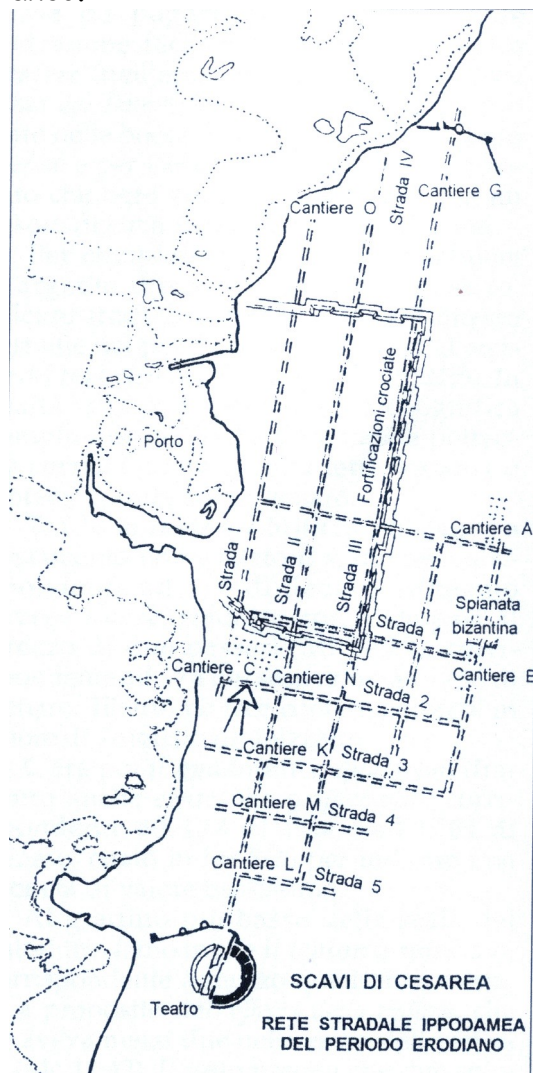 Strada IV
Cantiere G
Cantiere O
Fortificazioni crociate
Porto
Strada I
Strada II
Strada III
Cantiere A
Strada 1
Spianata
bizantina
Cantiere C
Cantiere N
Strada 2
Cantiere E
Cantiere K
Strada 3
Cantiere M
Strada 4
Cantiere L
Strada 5
Teatro
SCAVI DI CESAREA
RETE STRADALE IPPODAMEA
DEL PERIODO ERODIANO